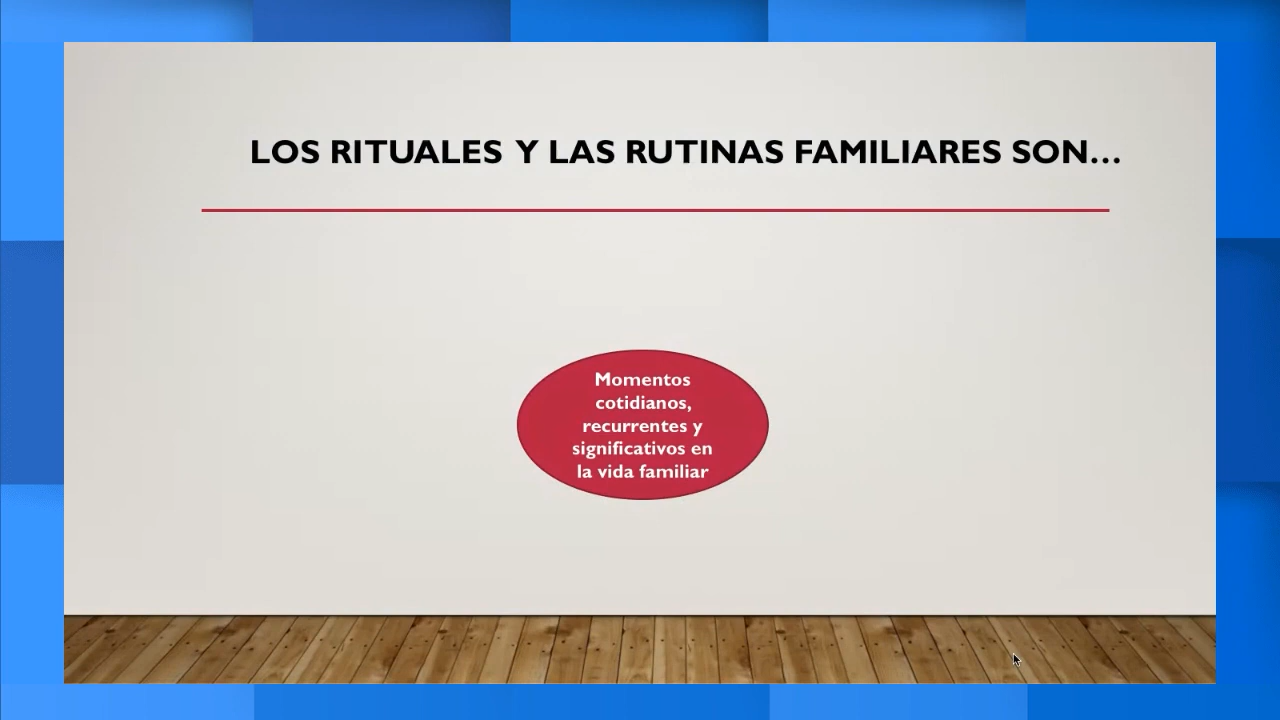 LOS RITUALES Y LAS RUTINAS FAMILIARES SON...
Momentos
cotidianos,
recurrentes y
significativos en
la vida familiar